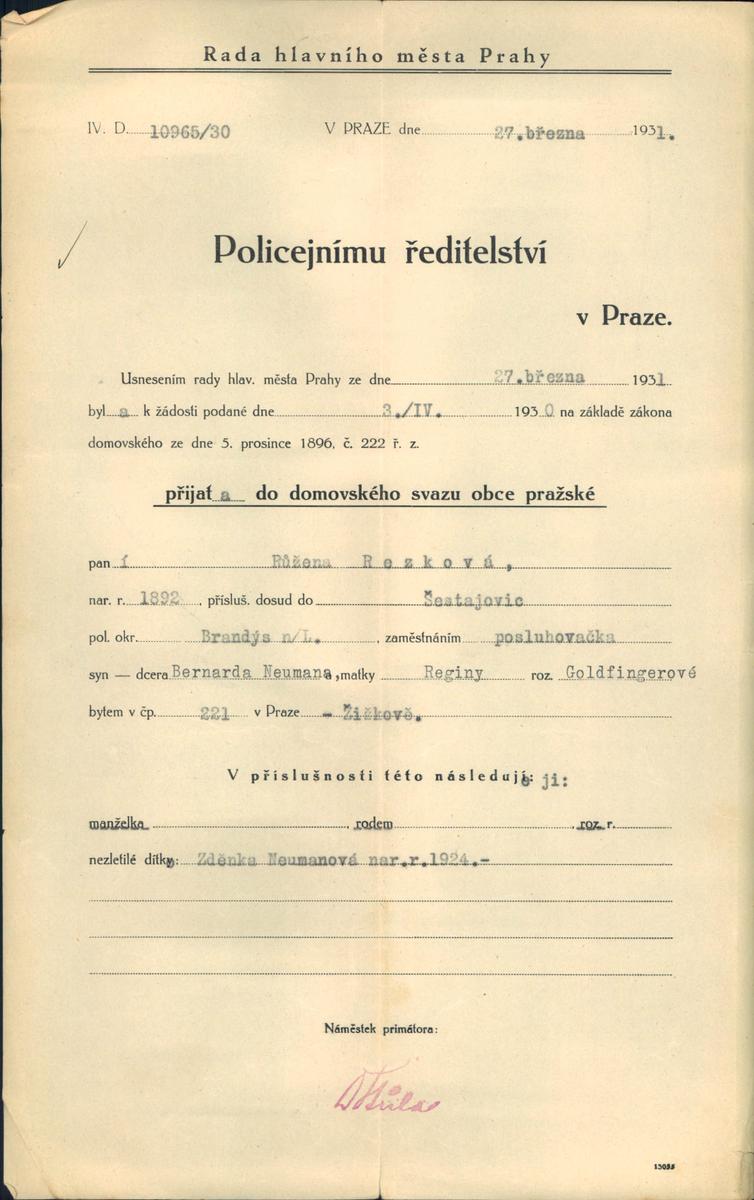 Rada hlavního města Prahy
IV. D. 10965/30 V PRAZE dne 27.března 1931.
Policejnímu ředitelství
v Praze.
Usnesením rady hlav. města Prahy ze dne 27.března 1931
byl a k žádosti podané dne 3./IV. 1930 na základě zákona
domovského ze dne 5. prosince 1896, č. 222 ř. z.
přijat a do domovského svazu obce pražské
pan í Růžena Rezková,
nar. r. 1892 , přísluš. dosud do Šestajovic
pol. okr. Brandýs n/L. , zaměstnáním posluhovačka
syn — dcera Bernarda Neumana, matky Reginy roz. Goldfingerové
bytem v čp. 221 v Praze - Žižkově.
V příslušnosti této následuje ji:
manželka , rodem , roz. r.
nezletilé dítky: Zděnka Neumanová nar.r.1924.-
Náměstek primátora:
13055